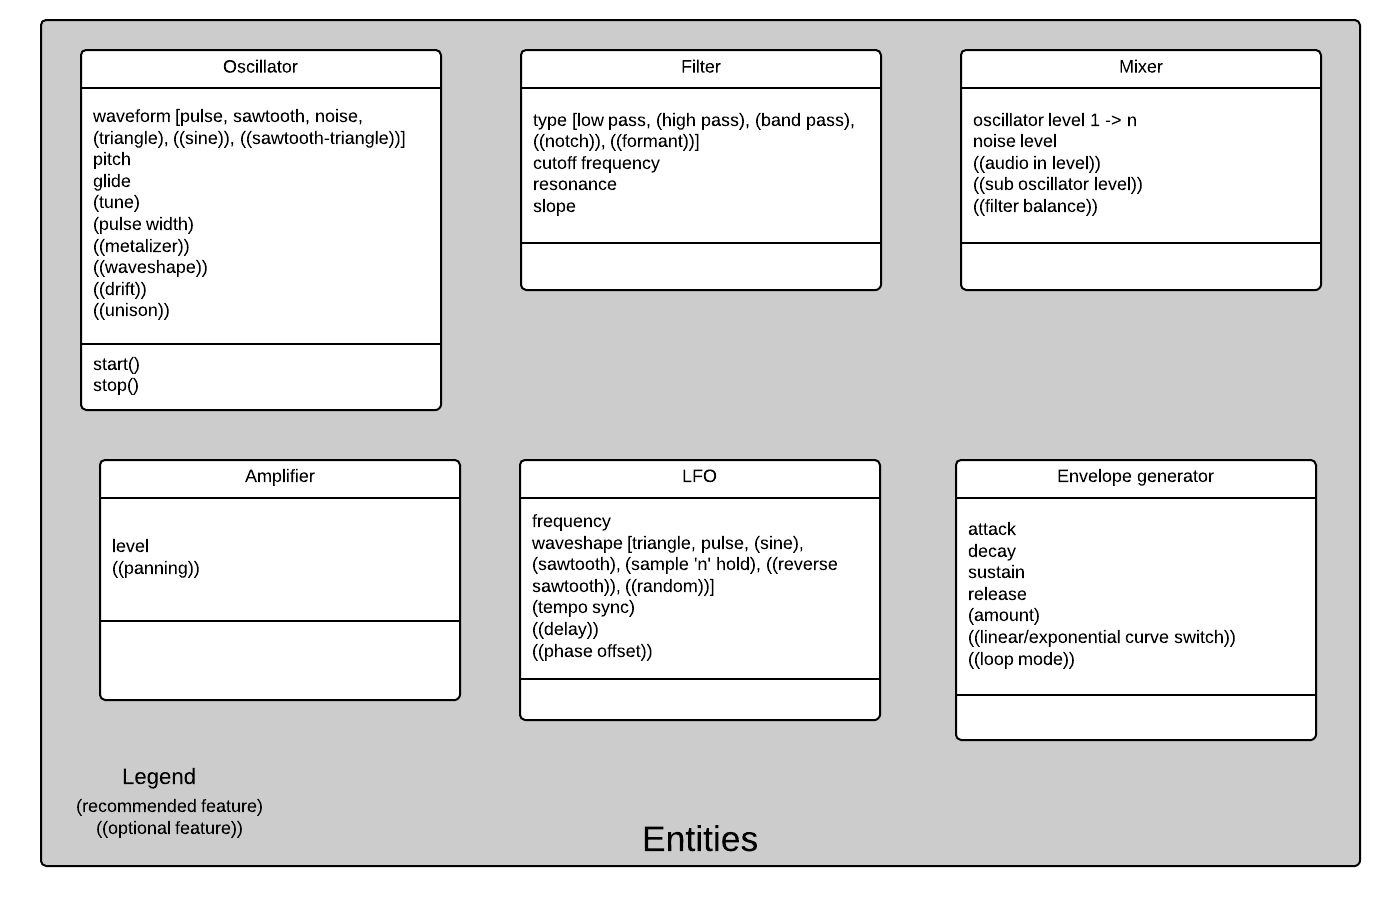 Oscillator
waveform [pulse, sawtooth, noise,
(triangle), ((sine)), ((sawtooth-triangle))]
pitch
glide
(tune)
(pulse width)
((metalizer))
((waveshape))
((drift))
((unison))
start()
stop()
Filter
type [low pass, (high pass), (band pass),
((notch)), ((formant))]
cutoff frequency
resonance
slope
Mixer
oscillator level 1 -> n
noise level
((audio in level))
((sub oscillator level))
((filter balance))
Amplifier
level
((panning))
LFO
frequency
waveshape [triangle, pulse, (sine),
(sawtooth), (sample 'n' hold), ((reverse
sawtooth)), ((random))]
(tempo sync)
((delay))
((phase offset))
Envelope generator
attack
decay
sustain
release
(amount)
((linear/exponential curve switch))
((loop mode))
Legend
(recommended feature)
((optional feature))
Entities